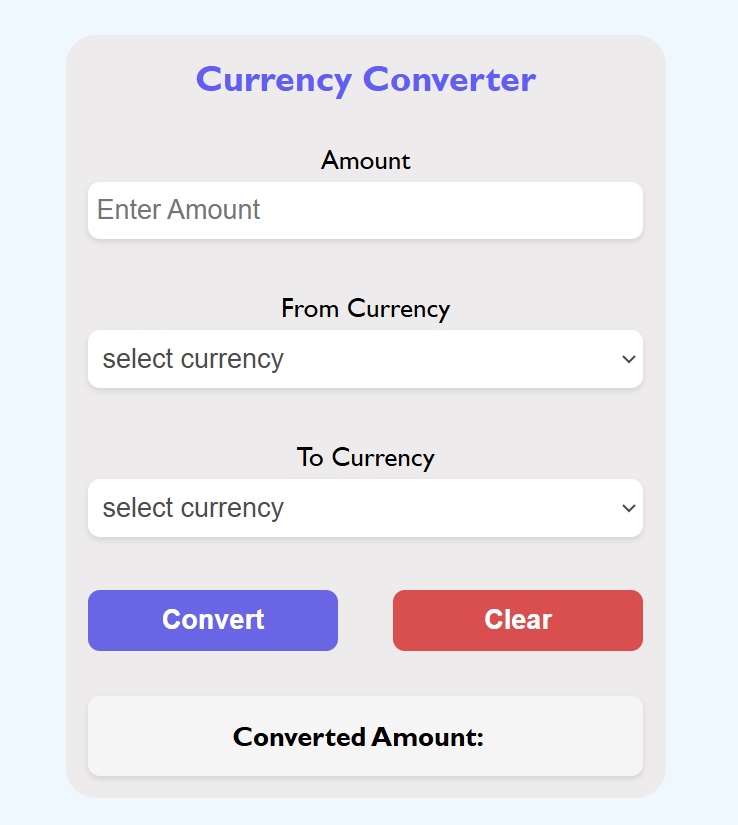 Currency Converter
Amount
Enter Amount
From Currency
select currency
To Currency
select currency
Convert Clear
Converted Amount: